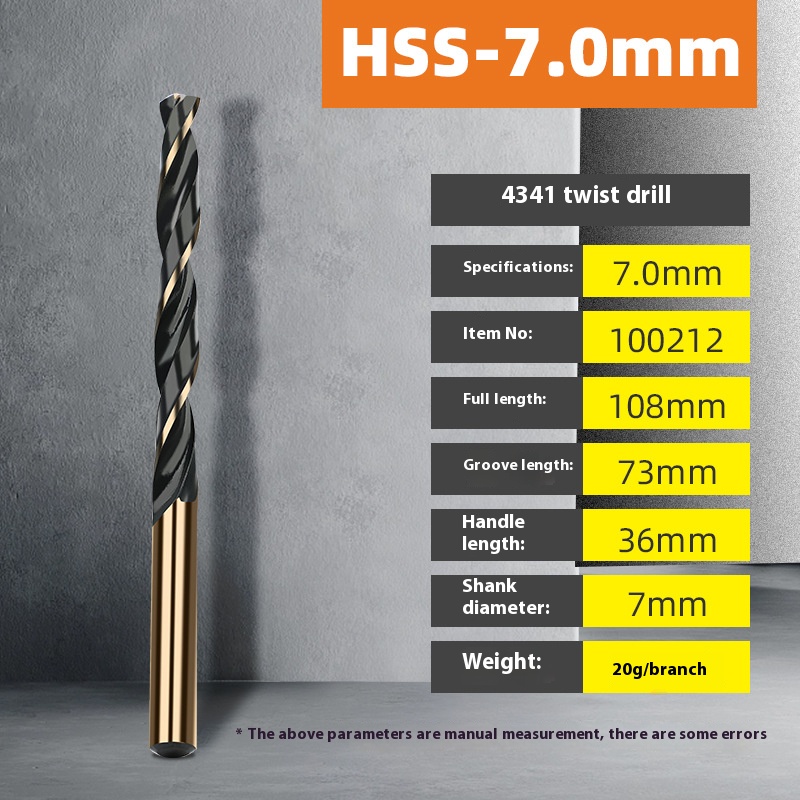 HSS-7.0mm
4341 twist drill
Specifications: 7.0mm
Item No: 100212
Full length: 108mm
Groove length: 73mm
Handle
length: 36mm
Shank
diameter: 7mm
Weight: 20g/branch
* The above parameters are manual measurement, there are some errors